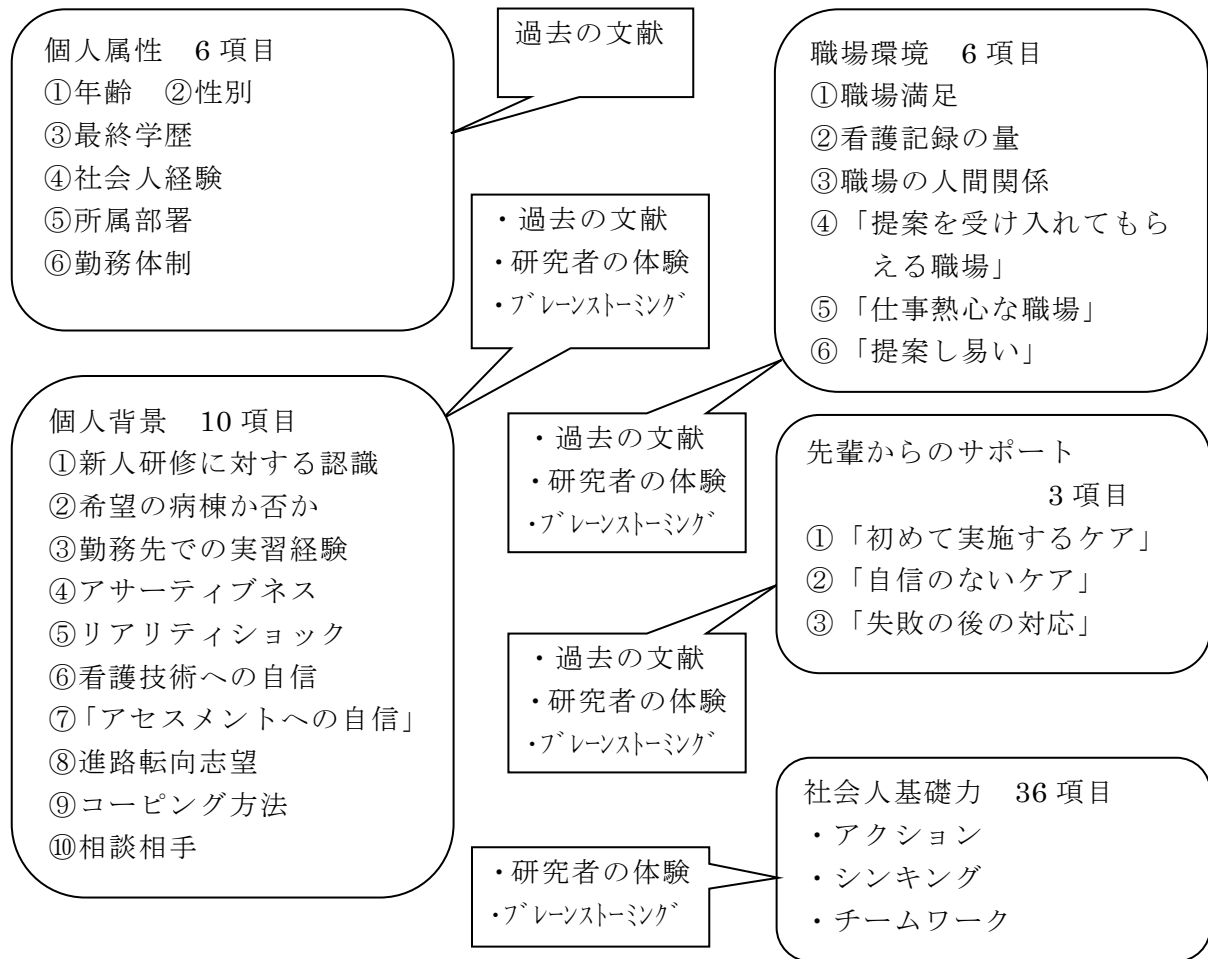 個人属性　6 項目
①年齢　②性別
③最終学歴
④社会人経験
⑤所属部署
⑥勤務体制
過去の文献
・過去の文献
・研究者の体験
・ﾌﾞﾚｰﾝｽﾄｰﾐﾝｸﾞ
個人背景　10 項目
①新人研修に対する認識
②希望の病棟か否か
③勤務先での実習経験
④アサーティブネス
⑤リアリティショック
⑥看護技術への自信
⑦「アセスメントへの自信」
⑧進路転向志望
⑨コーピング方法
⑩相談相手
職場環境　6 項目
①職場満足
②看護記録の量
③職場の人間関係
④「提案を受け入れてもら
える職場」
⑤「仕事熱心な職場」
⑥「提案し易い」
・過去の文献
・研究者の体験
・ﾌﾞﾚｰﾝｽﾄｰﾐﾝｸﾞ
先輩からのサポート
3 項目
①「初めて実施するケア」
②「自信のないケア」
③「失敗の後の対応」
・過去の文献
・研究者の体験
・ﾌﾞﾚｰﾝｽﾄｰﾐﾝｸﾞ
社会人基礎力　36 項目
・アクション
・シンキング
・チームワーク
・研究者の体験
・ﾌﾞﾚｰﾝｽﾄｰﾐﾝｸﾞ